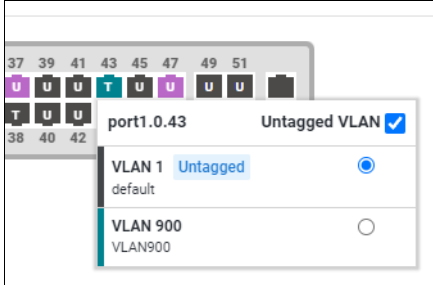 37 39 41 43 45 47 49 51
U U U T U U U U
T U U
38 40 42
port1.0.43 Untagged VLAN
VLAN 1 Untagged
default
VLAN 900
VLAN900